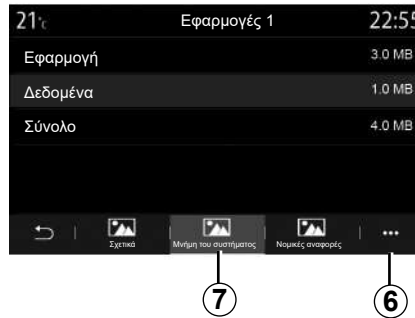 21°c Εφαρμογές 1 22:55
Εφαρμογή 3.0 MB
Δεδομένα 1.0 MB
Σύνολο 4.0 MB
Σχετικά Μνήμη του συστήματος Νομικές αναφορές ...
7 6